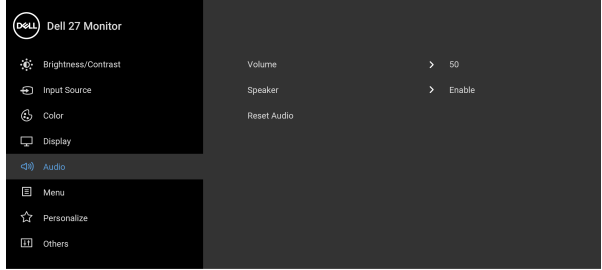 DELL Dell 27 Monitor
Brightness/Contrast
Volume > 50
Input Source
Speaker > Enable
Color
Reset Audio
Display
Audio
Menu
Personalize
Others